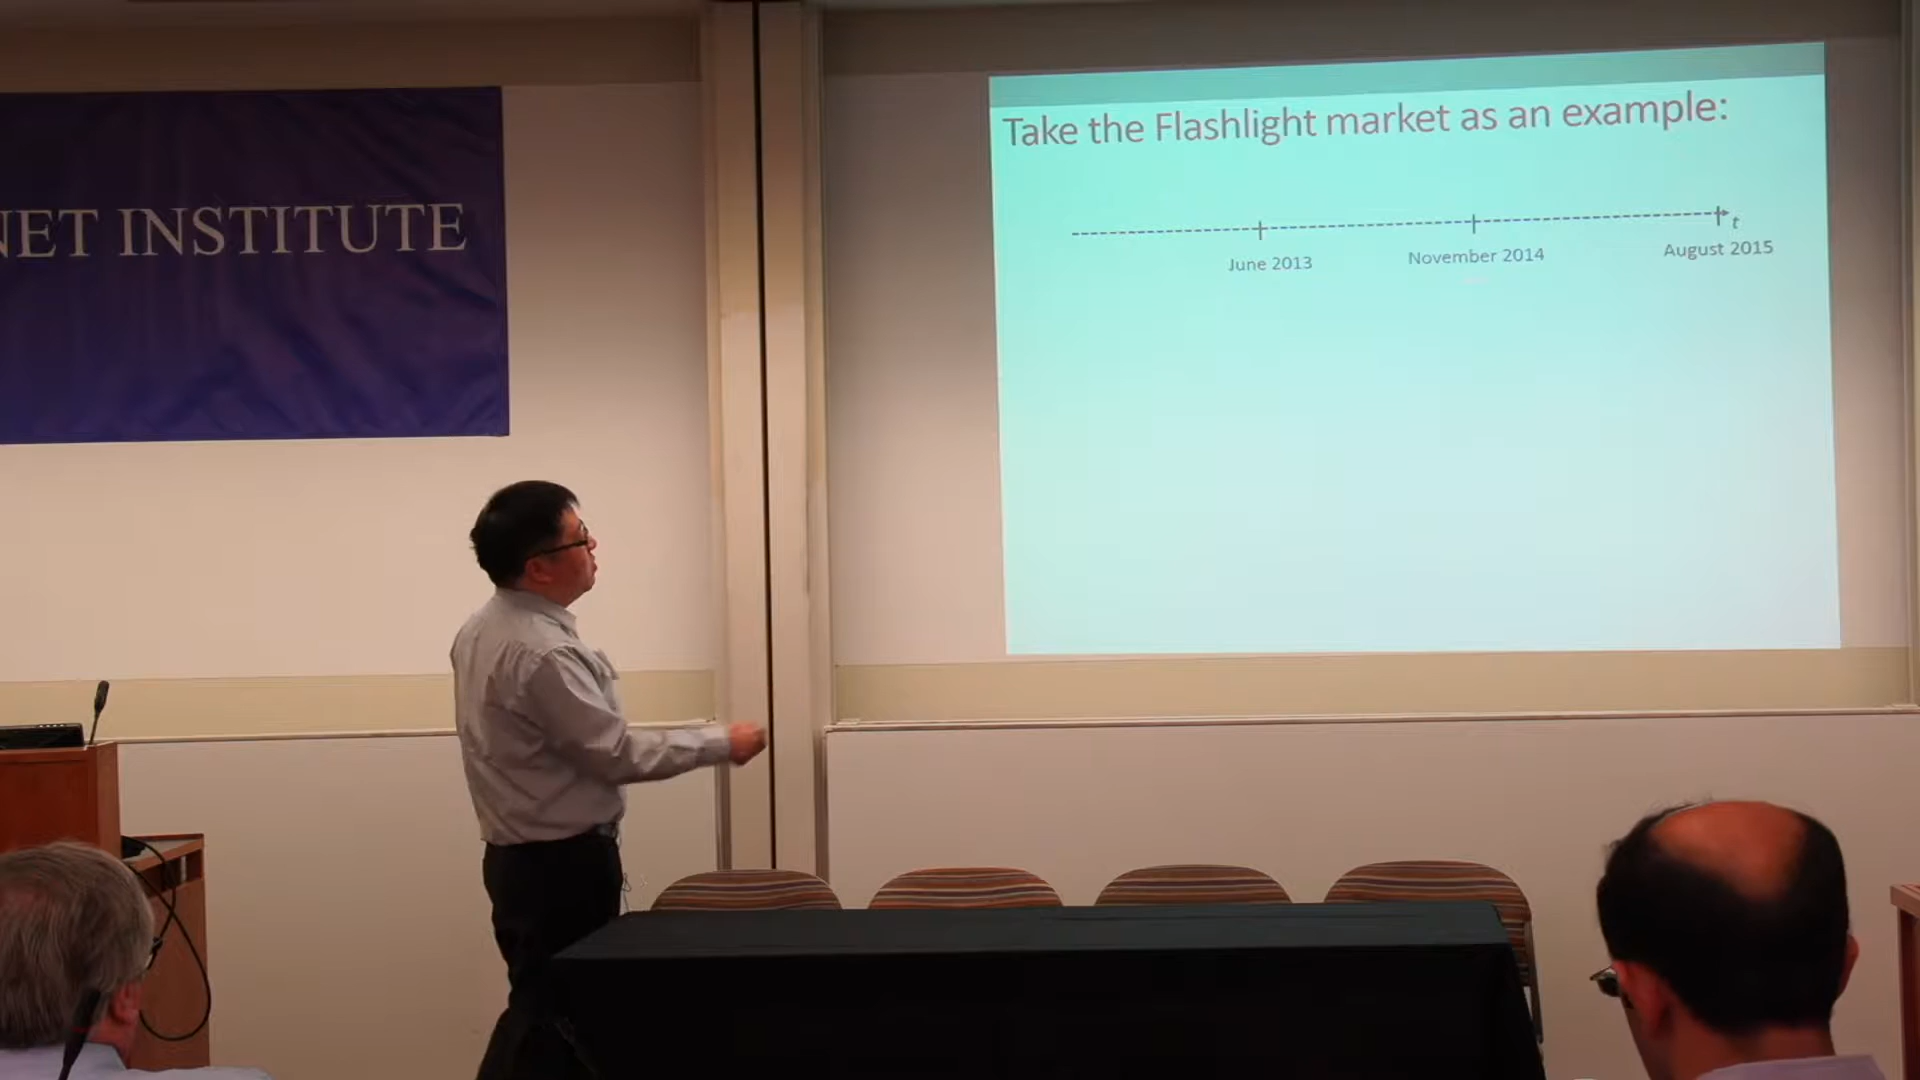 NET INSTITUTE
Take the Flashlight market as an example:
t
June 2013
November 2014
August 2015